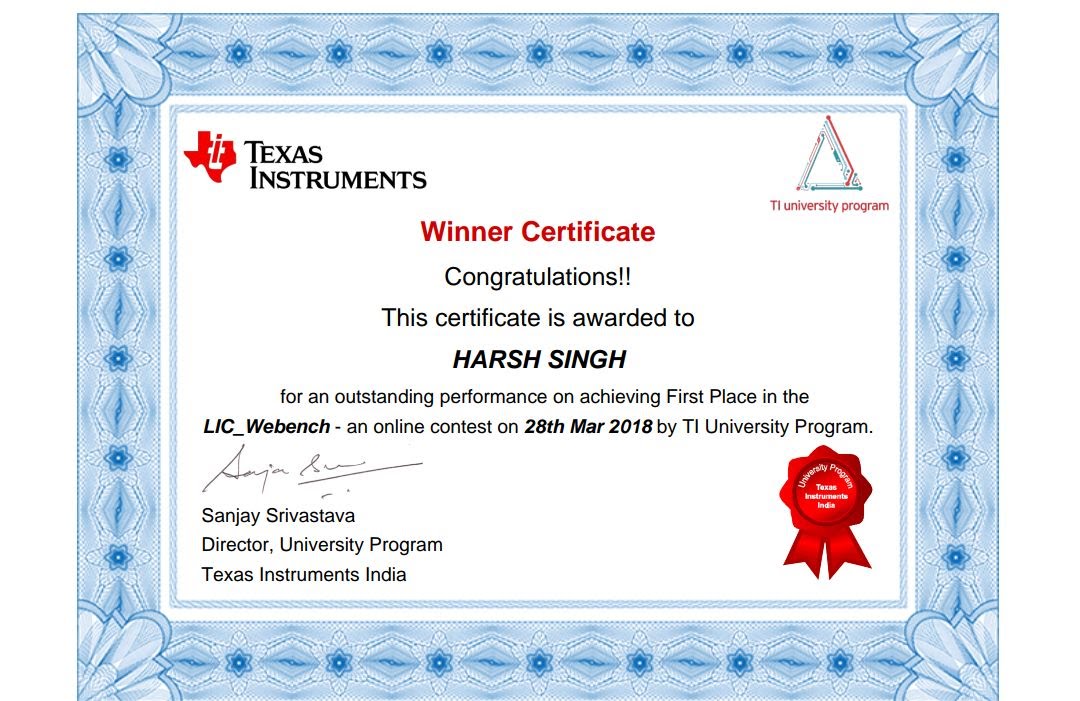 TEXAS
INSTRUMENTS
TI university program
Winner Certificate
Congratulations!!
This certificate is awarded to
HARSH SINGH
for an outstanding performance on achieving First Place in the
LIC_Webench - an online contest on 28th Mar 2018 by TI University Program.
Sanjay Srivastava
Director, University Program
Texas Instruments India
University Program
Texas
Instruments
India